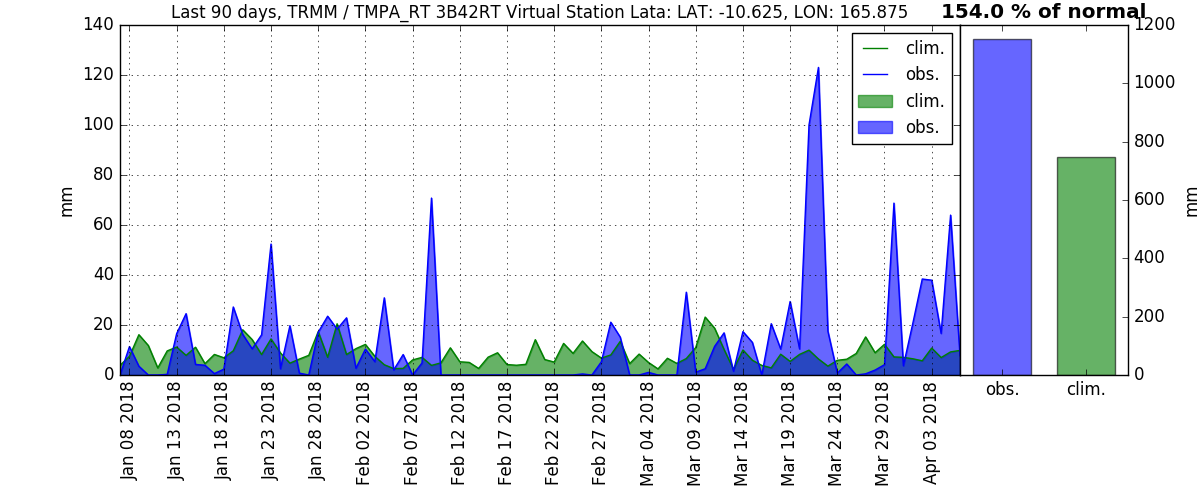 Last 90 days, TRMM / TMPA_RT 3B42RT Virtual Station Lata: LAT: -10.625, LON: 165.875
154.0 % of normal
140
120
100
80
60
40
20
0
mm
clim.
obs.
clim.
obs.
1200
1000
800
600
400
200
0
mm
Jan 08 2018
Jan 13 2018
Jan 18 2018
Jan 23 2018
Jan 28 2018
Feb 02 2018
Feb 07 2018
Feb 12 2018
Feb 17 2018
Feb 22 2018
Feb 27 2018
Mar 04 2018
Mar 09 2018
Mar 14 2018
Mar 19 2018
Mar 24 2018
Mar 29 2018
Apr 03 2018
obs.
clim.